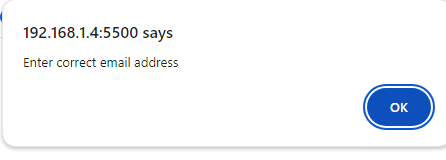 192.168.1.4:5500 says
Enter correct email address
OK